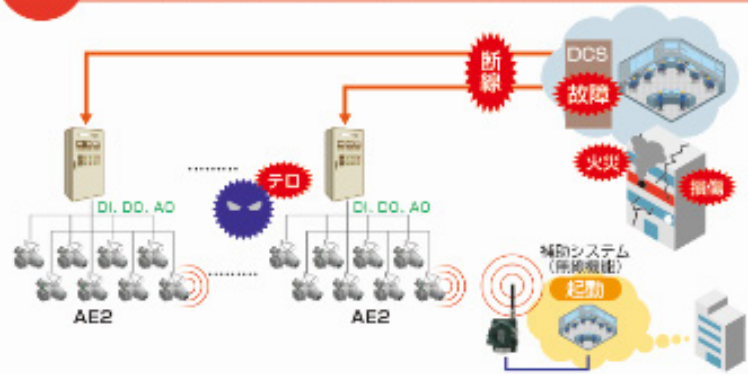 断線
DCS
故障
火災
損傷
テロ
DI. DO. AO
DI. DO. AO
補助システム
(無線機能)
起動
AE2
AE2